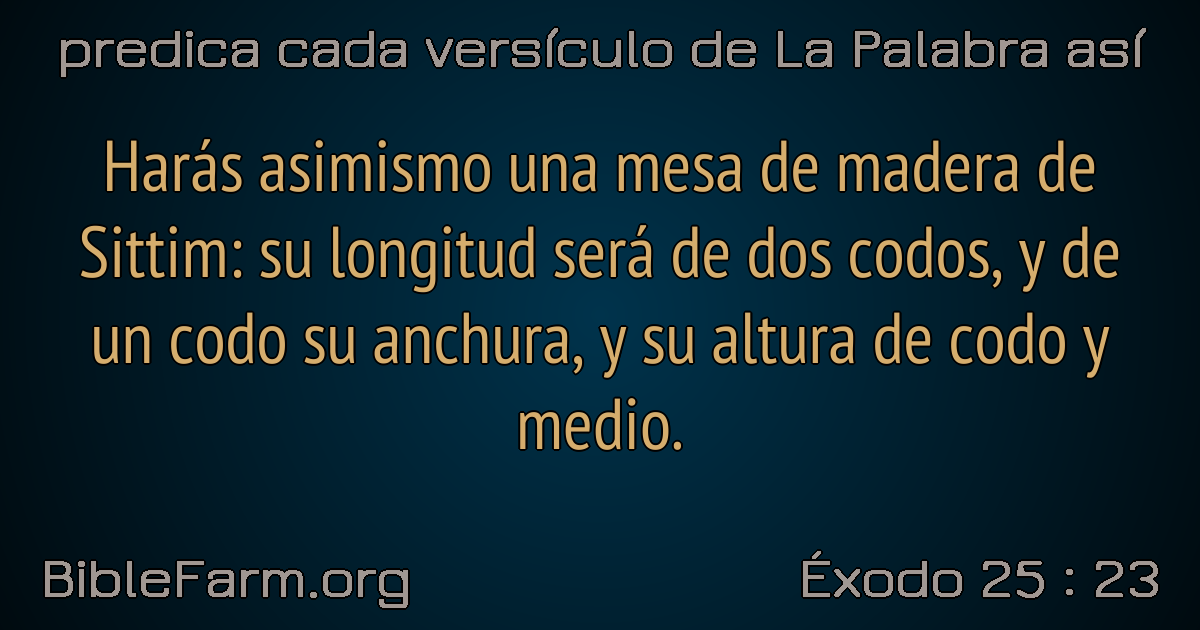 predica cada versículo de La Palabra así
Harás asimismo una mesa de madera de
Sittim: su longitud será de dos codos, y de
un codo su anchura, y su altura de codo y
medio.
BibleFarm.org
Éxodo 25 : 23